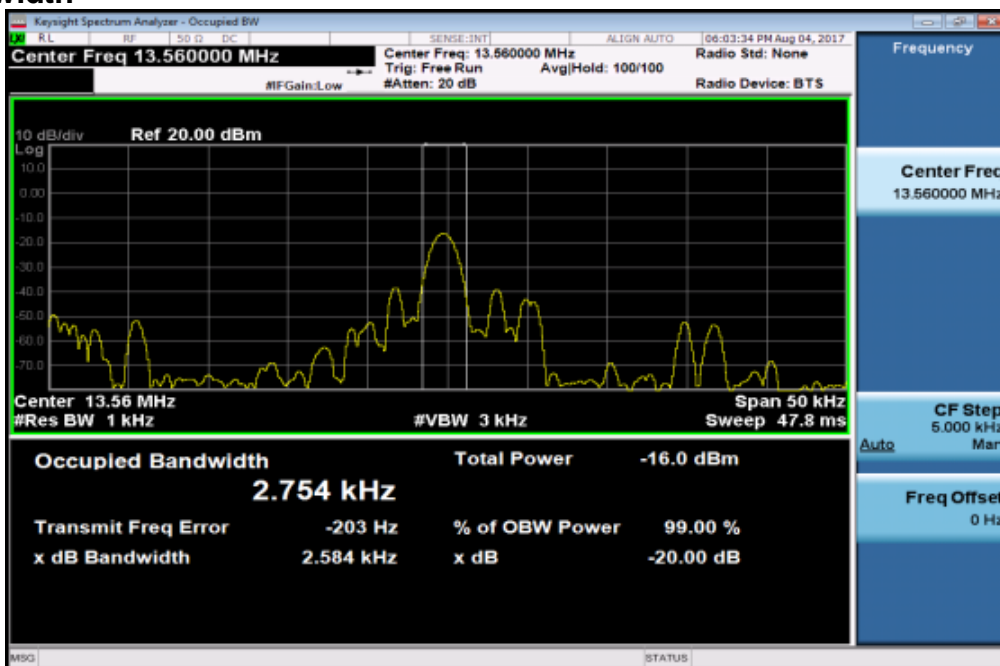 Keysight Spectrum Analyzer - Occupied BW
RL RF 50 Ω DC SENSE:INT ALIGN AUTO 06:03:34 PM Aug 04, 2017
Center Freq 13.560000 MHz
#IFGain:Low
Center Freq: 13.560000 MHz
Trig: Free Run Avg|Hold: 100/100
#Atten: 20 dB
Radio Std: None
Radio Device: BTS
10 dB/div Ref 20.00 dBm
Log
10.0
0.00
-10.0
-20.0
-30.0
-40.0
-50.0
-60.0
-70.0
Center 13.56 MHz Span 50 kHz
#Res BW 1 kHz #VBW 3 kHz Sweep 47.8 ms
Occupied Bandwidth Total Power -16.0 dBm
2.754 kHz
Transmit Freq Error -203 Hz % of OBW Power 99.00 %
x dB Bandwidth 2.584 kHz x dB -20.00 dB
MSG STATUS
Frequency
Center Freq
13.560000 MHz
CF Step
5.000 kHz
Auto Man
Freq Offset
0 Hz